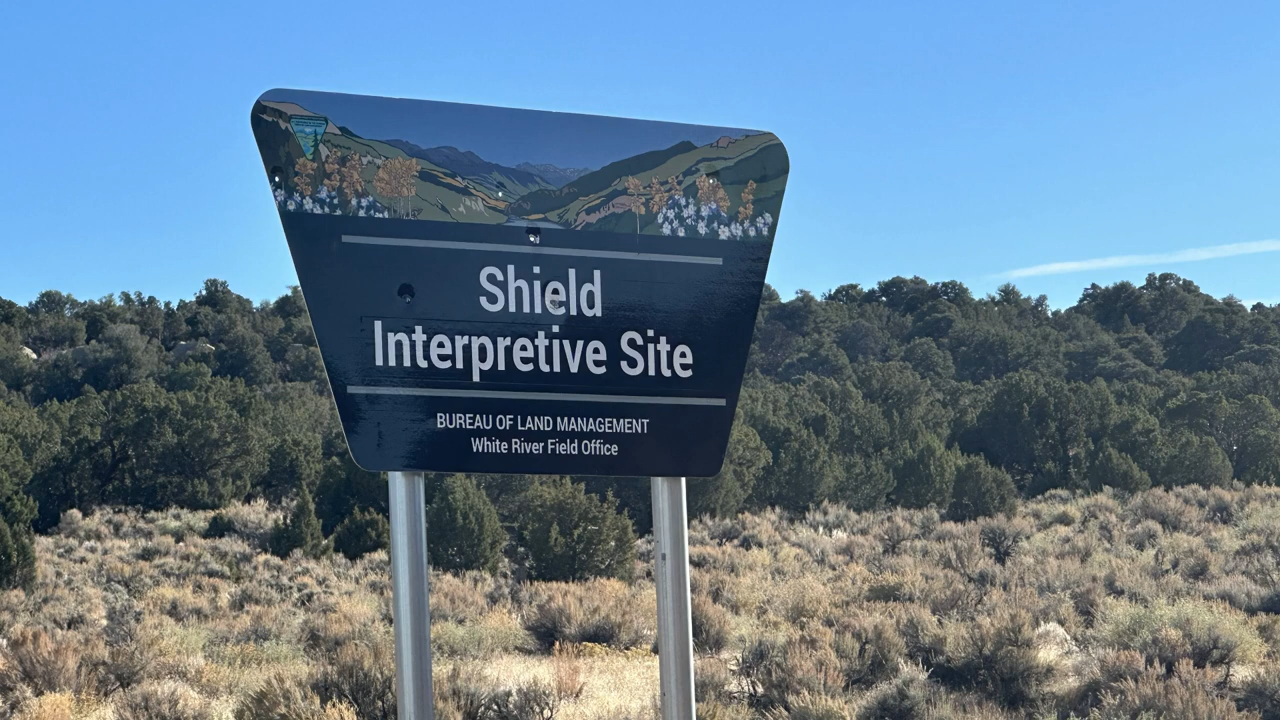 Shield
Interpretive Site
BUREAU OF LAND MANAGEMENT
White River Field Office